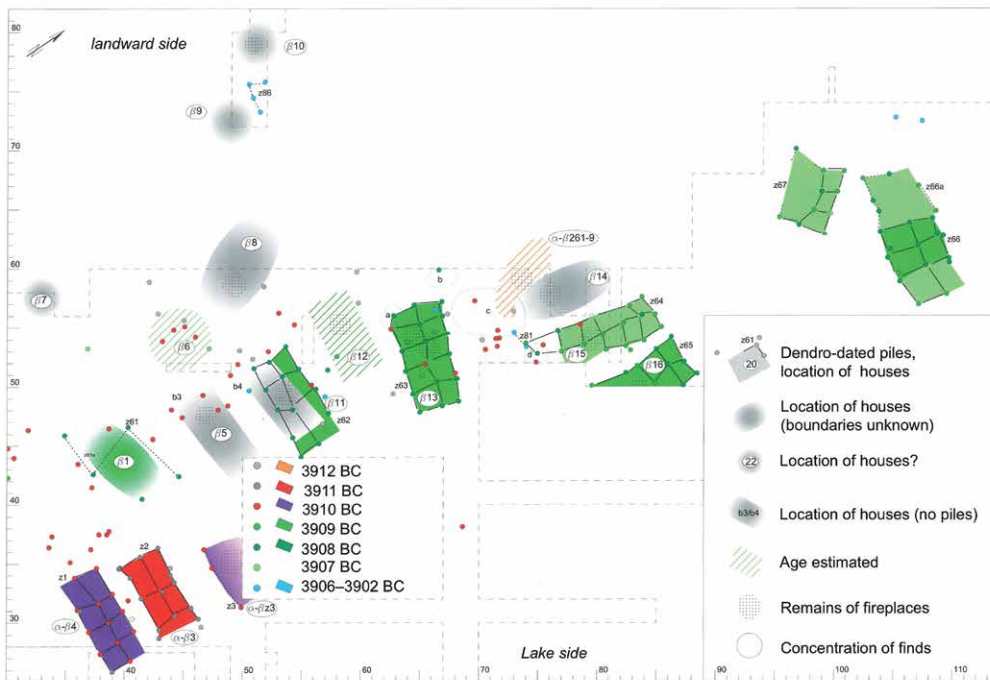 80
landward side
β10
z86
β9
70
z67
z66a
z66
α-β261-9
β8
60
β7
b
β14
c
a
z81
z64
β6
β12
d
β15
z65
β16
50
b4
β11
z63
β13
b3
z62
β5
z61
β1
40
z2
z1
z3
α-βz3
α-β4
α-β3
30
40
50
60
70
80
90
100
110
Lake side
3912 BC
3911 BC
3910 BC
3909 BC
3908 BC
3907 BC
3906–3902 BC
z61
20
Dendro-dated piles,
location of houses
Location of houses
(boundaries unknown)
22
Location of houses?
b3/b4
Location of houses (no piles)
Age estimated
Remains of fireplaces
Concentration of finds